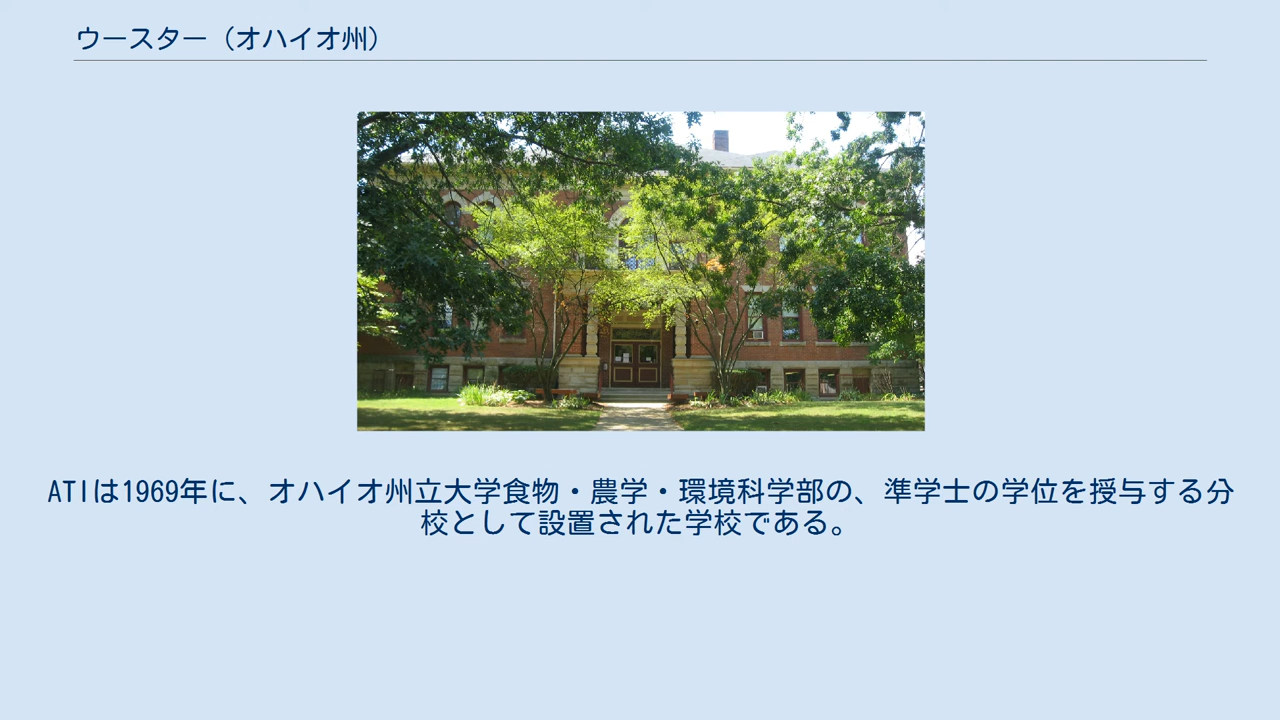 ウースター（オハイオ州）
ATIは1969年に、オハイオ州立大学食物・農学・環境科学部の、準学士の学位を授与する分
校として設置された学校である。